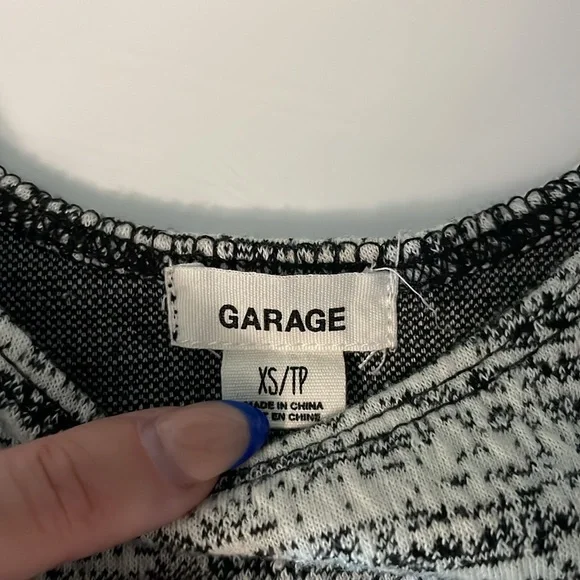 GARAGE
XS/TP
MADE IN CHINA
EN CHINE